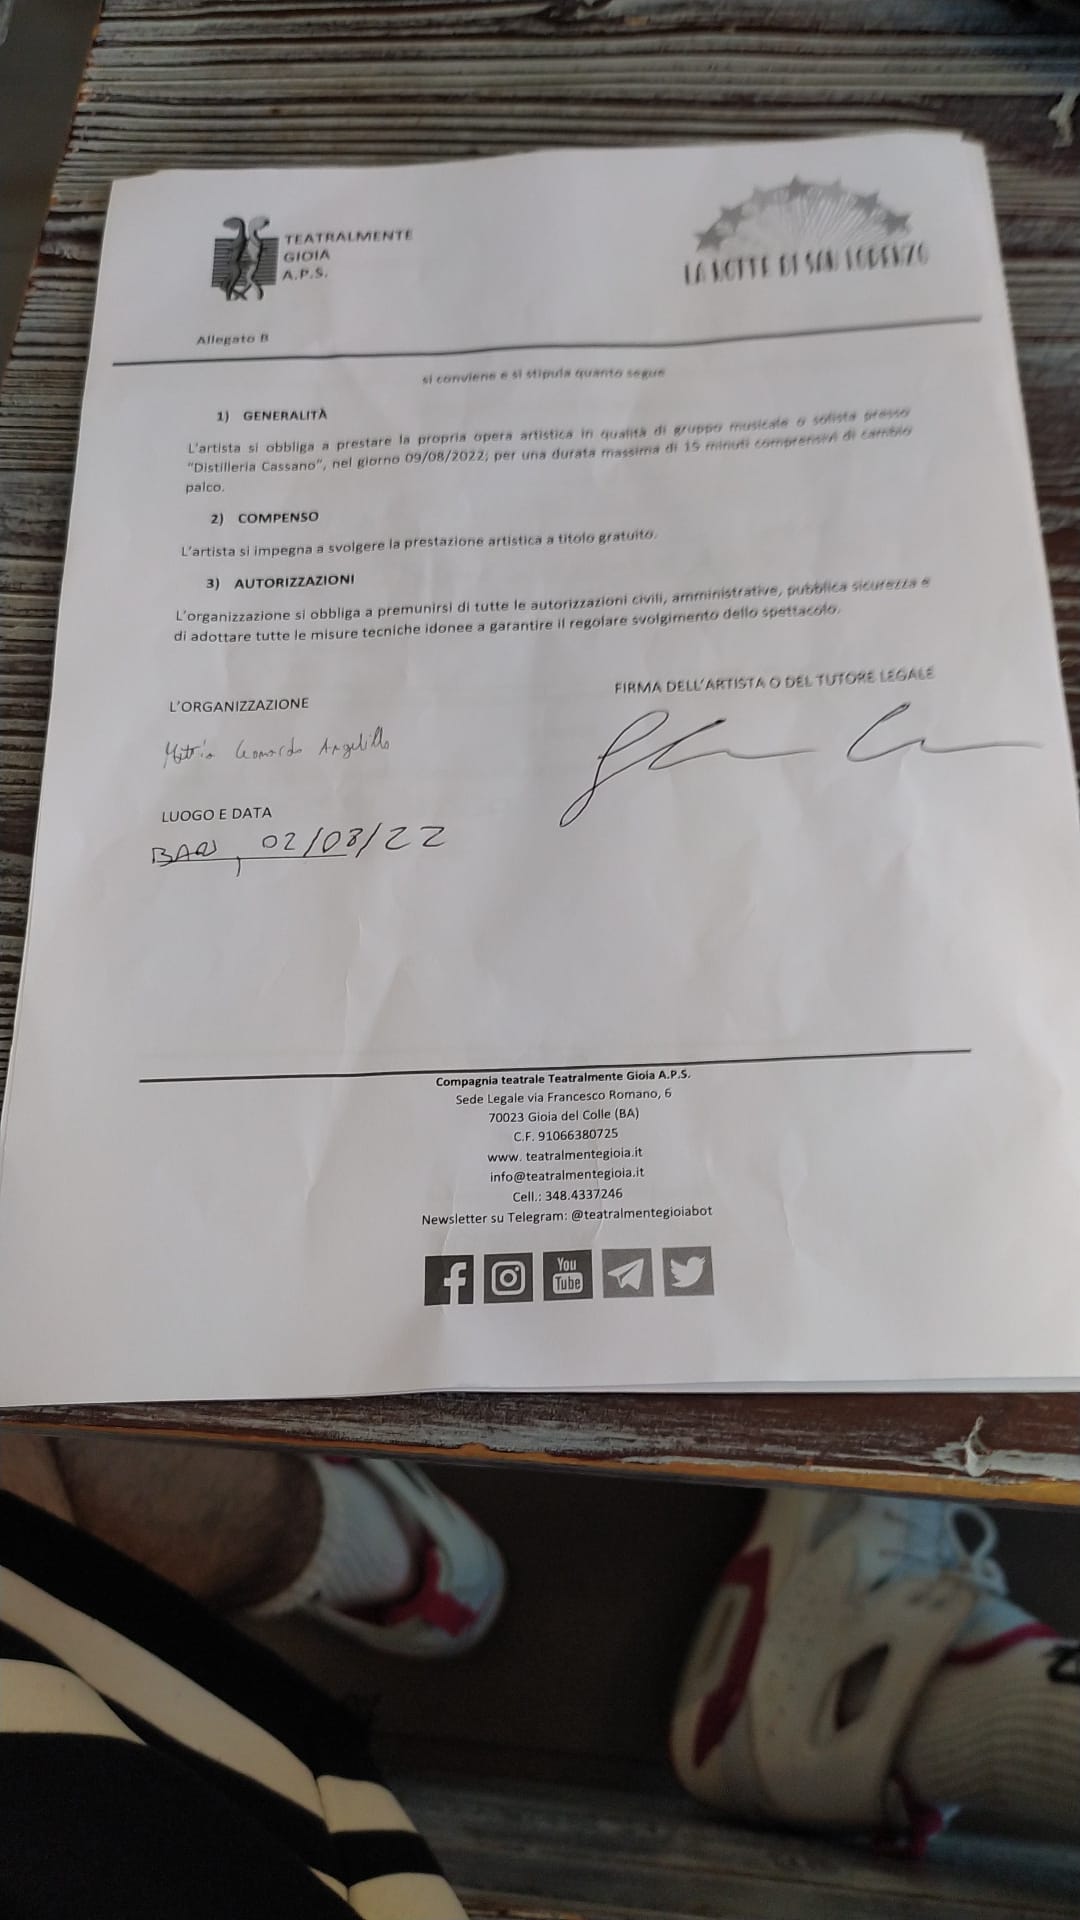 TEATRALMENTE
GIOIA
A.P.S.
LA NOTTE DI SAN LORENZO
Allegato B
si conviene e si stipula quanto segue
1) GENERALITÀ
L'artista si obbliga a prestare la propria opera artistica in qualità di gruppo musicale o solista presso
"Distilleria Cassano", nel giorno 09/08/2022; per una durata massima di 15 minuti comprensivi di cambio
palco.
2) COMPENSO
L'artista si impegna a svolgere la prestazione artistica a titolo gratuito.
3) AUTORIZZAZIONI
L'organizzazione si obbliga a premunirsi di tutte le autorizzazioni civili, amministrative, pubblica sicurezza e
di adottare tutte le misure tecniche idonee a garantire il regolare svolgimento dello spettacolo.
L'ORGANIZZAZIONE
FIRMA DELL'ARTISTA O DEL TUTORE LEGALE
Leonardo Angelillo
LUOGO E DATA
BARI, 02/08/22
Compagnia teatrale Teatralmente Gioia A.P.S.
Sede Legale via Francesco Romano, 6
70023 Gioia del Colle (BA)
C.F. 91066380725
www. teatralmentegioia.it
info@teatralmentegioia.it
Cell.: 348.4337246
Newsletter su Telegram: @teatralmentegioiabot
You
Tube